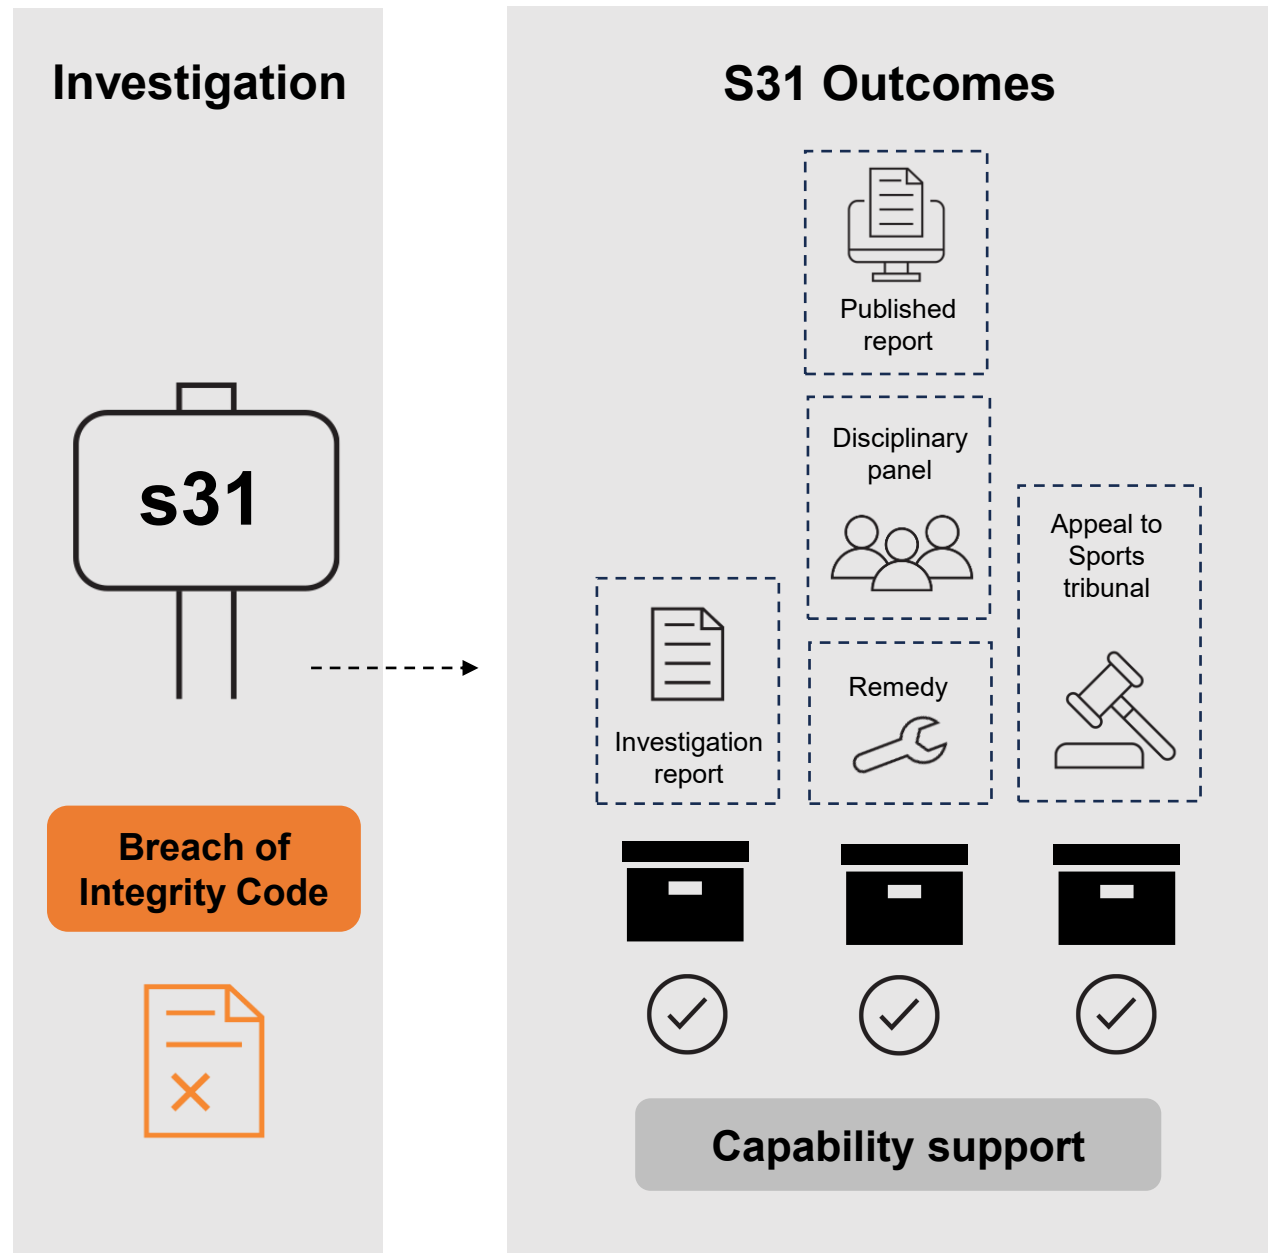 Investigation
s31
Breach of
Integrity Code
S31 Outcomes
Published
report
Disciplinary
panel
Appeal to
Sports
tribunal
Investigation
report
Remedy
Capability support